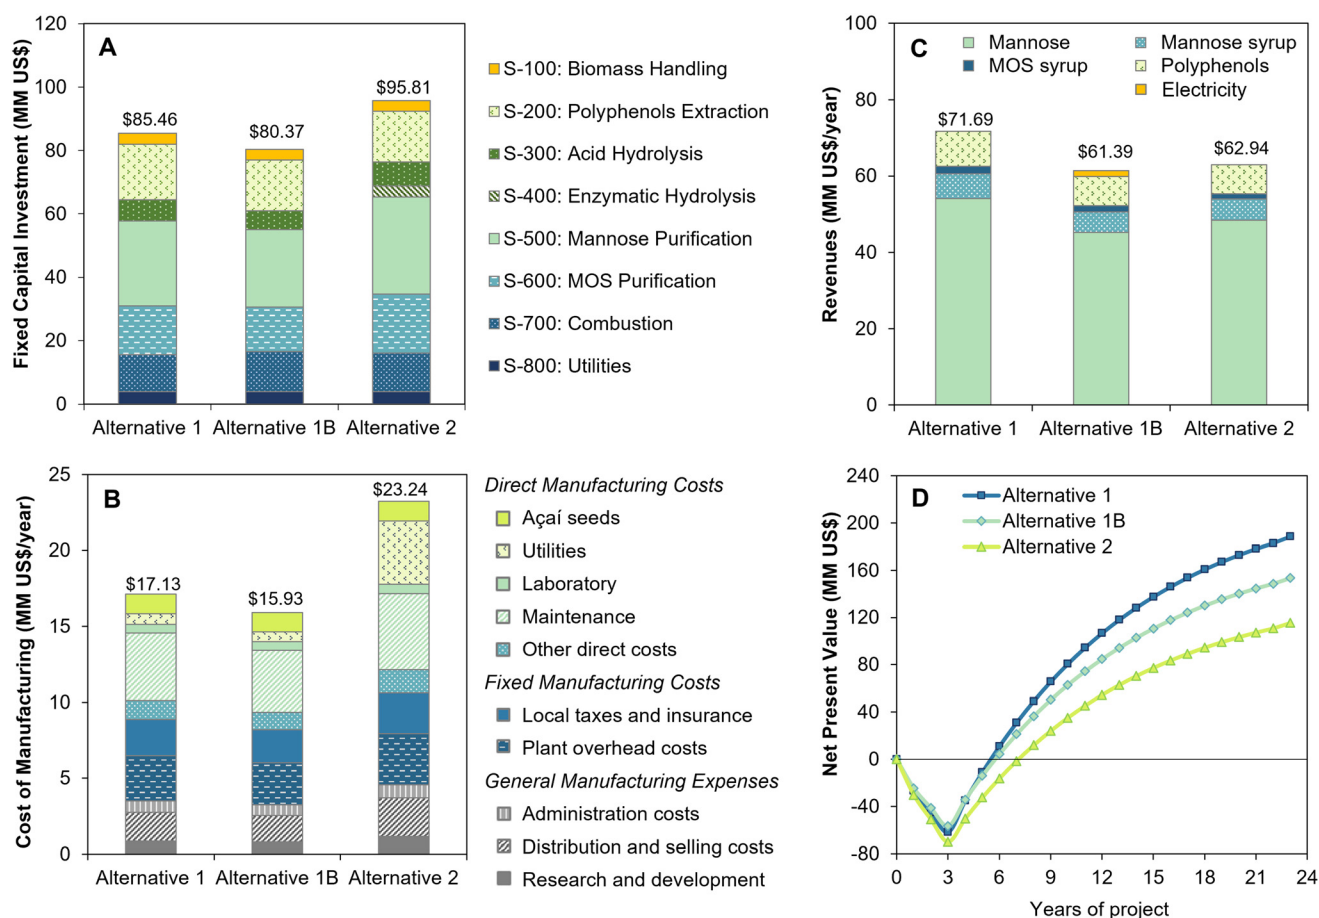 A
Fixed Capital Investment (MM US$)
120
100
80
60
40
20
0
$85.46
$80.37
$95.81
Alternative 1
Alternative 1B
Alternative 2
S-100: Biomass Handling
S-200: Polyphenols Extraction
S-300: Acid Hydrolysis
S-400: Enzymatic Hydrolysis
S-500: Mannose Purification
S-600: MOS Purification
S-700: Combustion
S-800: Utilities
C
Revenues (MM US$/year)
100
80
60
40
20
0
Mannose
Mannose syrup
MOS syrup
Polyphenols
Electricity
$71.69
$61.39
$62.94
Alternative 1
Alternative 1B
Alternative 2
B
Cost of Manufacturing (MM US$/year)
25
20
15
10
5
0
$17.13
$15.93
$23.24
Alternative 1
Alternative 1B
Alternative 2
Direct Manufacturing Costs
Açaí seeds
Utilities
Laboratory
Maintenance
Other direct costs
Fixed Manufacturing Costs
Local taxes and insurance
Plant overhead costs
General Manufacturing Expenses
Administration costs
Distribution and selling costs
Research and development
D
Net Present Value (MM US$)
240
200
160
120
80
40
0
-40
-80
Alternative 1
Alternative 1B
Alternative 2
0 3 6 9 12 15 18 21 24
Years of project